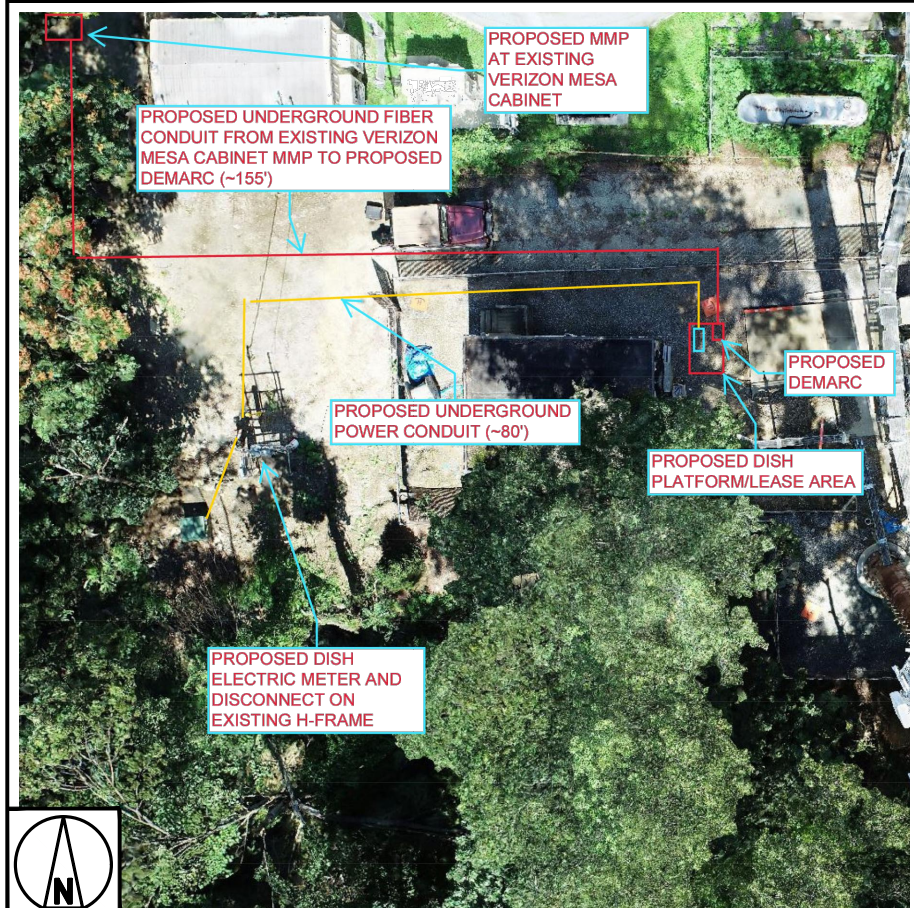 PROPOSED MMP
AT EXISTING
VERIZON MESA
CABINET
PROPOSED UNDERGROUND FIBER
CONDUIT FROM EXISTING VERIZON
MESA CABINET MMP TO PROPOSED
DEMARC (~155')
PROPOSED
DEMARC
PROPOSED UNDERGROUND
POWER CONDUIT (~80')
PROPOSED DISH
PLATFORM/LEASE AREA
PROPOSED DISH
ELECTRIC METER AND
DISCONNECT ON
EXISTING H-FRAME
N